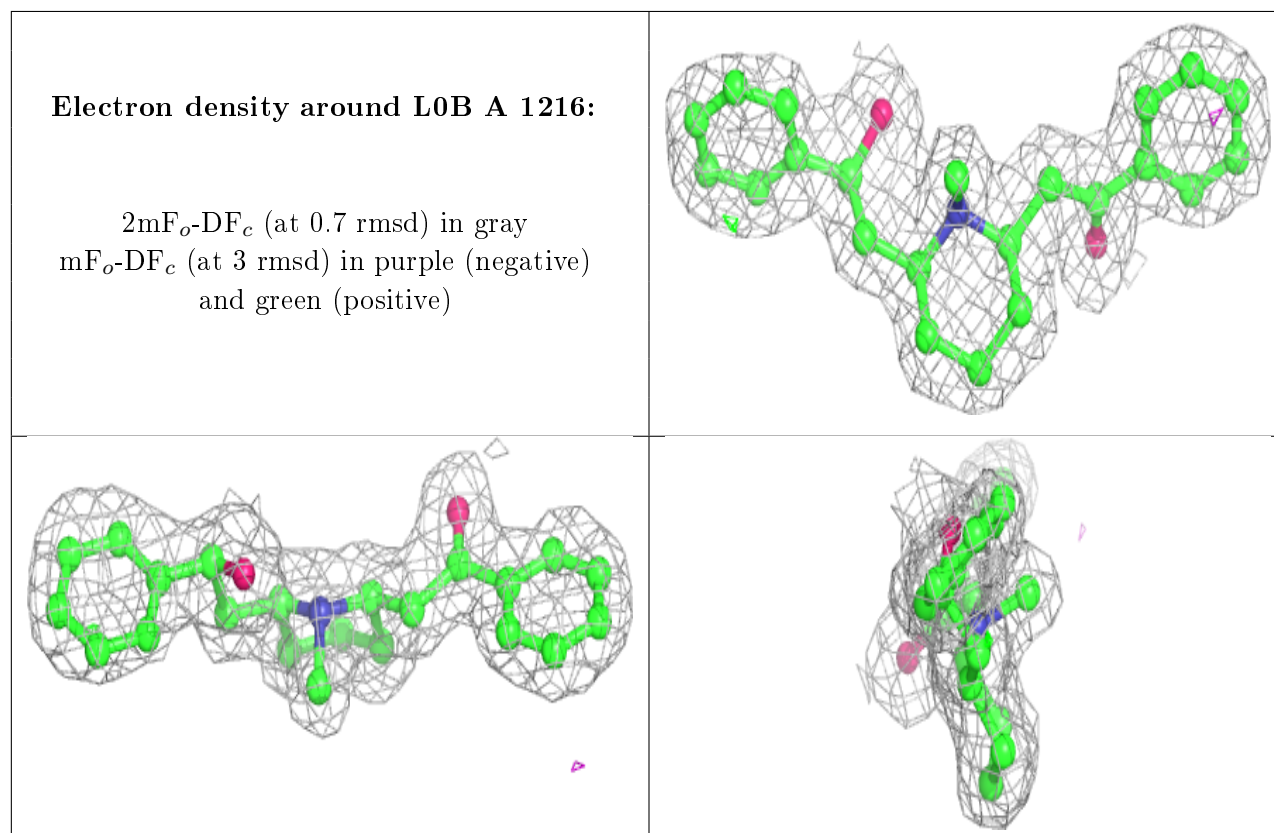 Electron density around L0B A 1216:
2mFo-DFc (at 0.7 rmsd) in gray
mFo-DFc (at 3 rmsd) in purple (negative)
and green (positive)